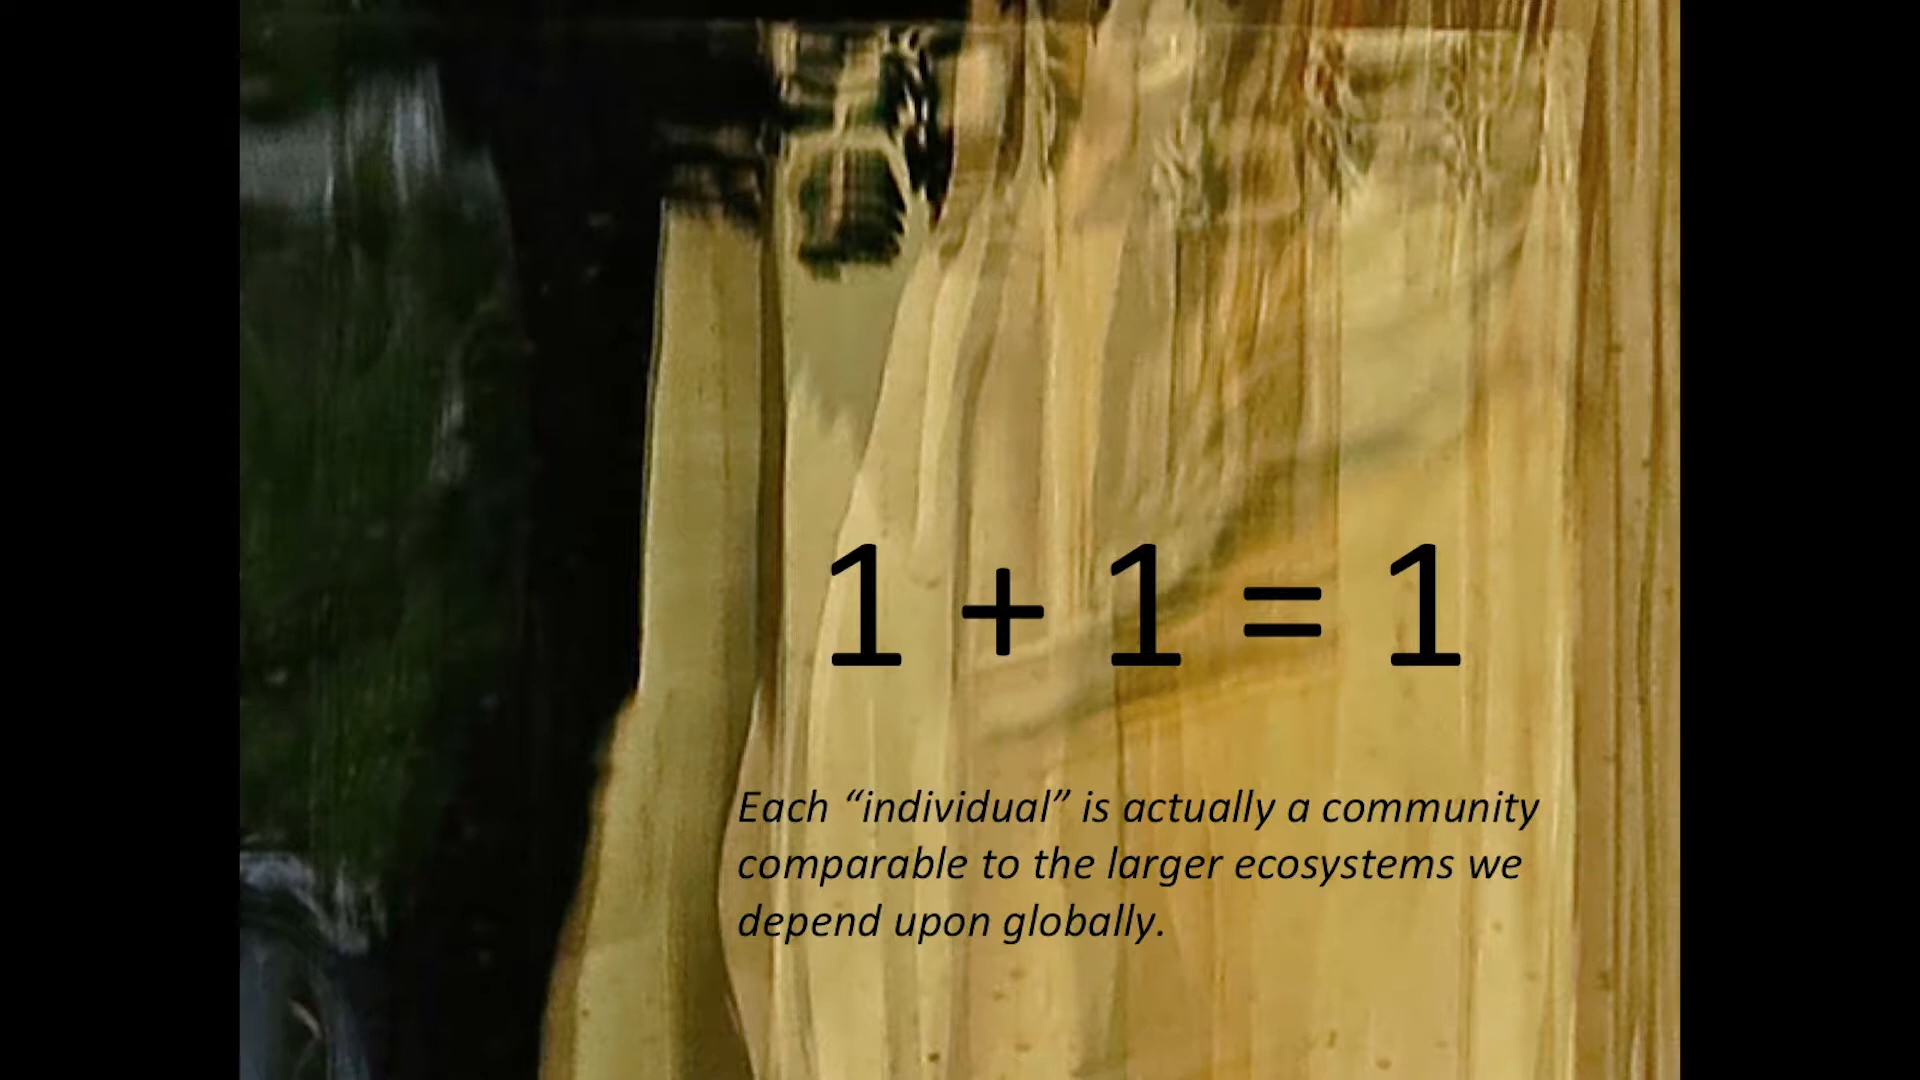 1 + 1 = 1
Each “individual” is actually a community
comparable to the larger ecosystems we
depend upon globally.